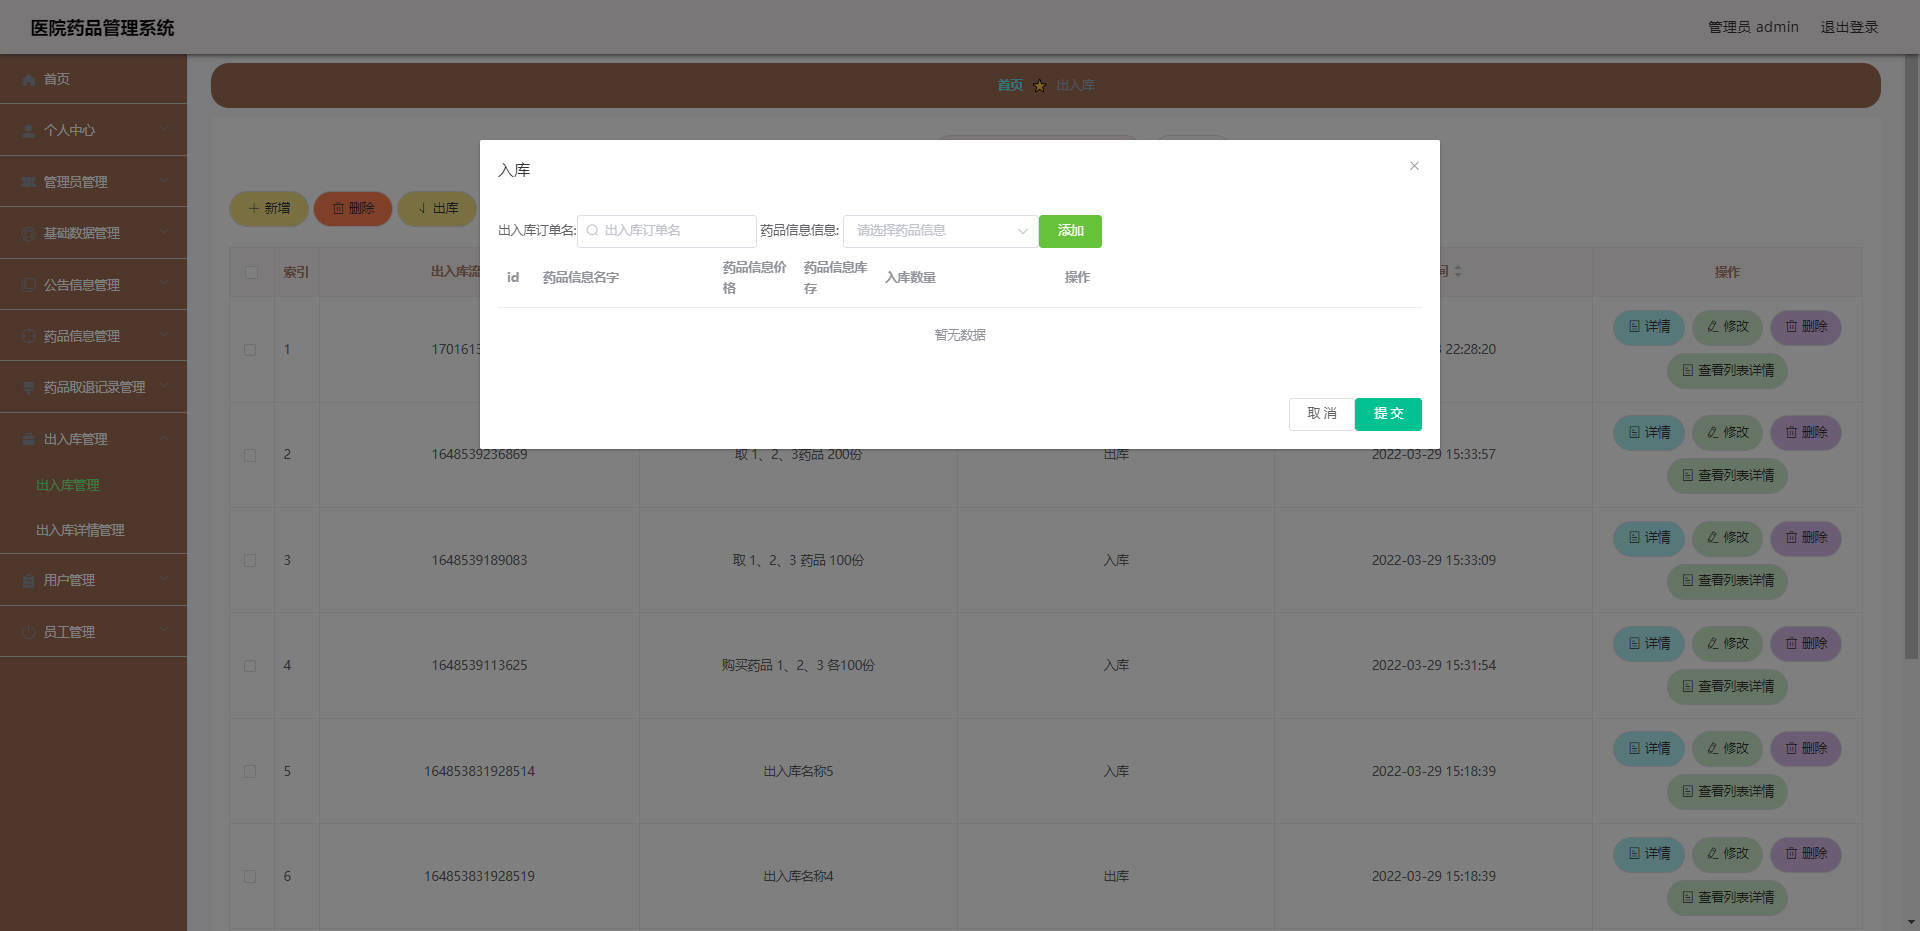 医院药品管理系统
管理员 admin
退出登录
首页
个人中心
管理员管理
基础数据管理
公告信息管理
药品信息管理
药品取退记录管理
出入库管理
出入库管理
出入库详情管理
用户管理
员工管理
首页 出入库
新增
删除
出库
入库
出入库订单名: 出入库订单名 药品信息信息: 请选择药品信息 添加
id 药品信息名字 药品信息价格 药品信息库存 入库数量 操作
暂无数据
取 消 提 交
索引 出入库流 间 操作
1 1701613 22:28:20 详情 修改 删除
查看列表详情
2 1648539236869 取 1、2、3药品 200份 出库 2022-03-29 15:33:57 详情 修改 删除
查看列表详情
3 1648539189083 取 1、2、3 药品 100份 入库 2022-03-29 15:33:09 详情 修改 删除
查看列表详情
4 1648539113625 购买药品 1、2、3 各100份 入库 2022-03-29 15:31:54 详情 修改 删除
查看列表详情
5 164853831928514 出入库名称5 入库 2022-03-29 15:18:39 详情 修改 删除
查看列表详情
6 164853831928519 出入库名称4 出库 2022-03-29 15:18:39 详情 修改 删除
查看列表详情